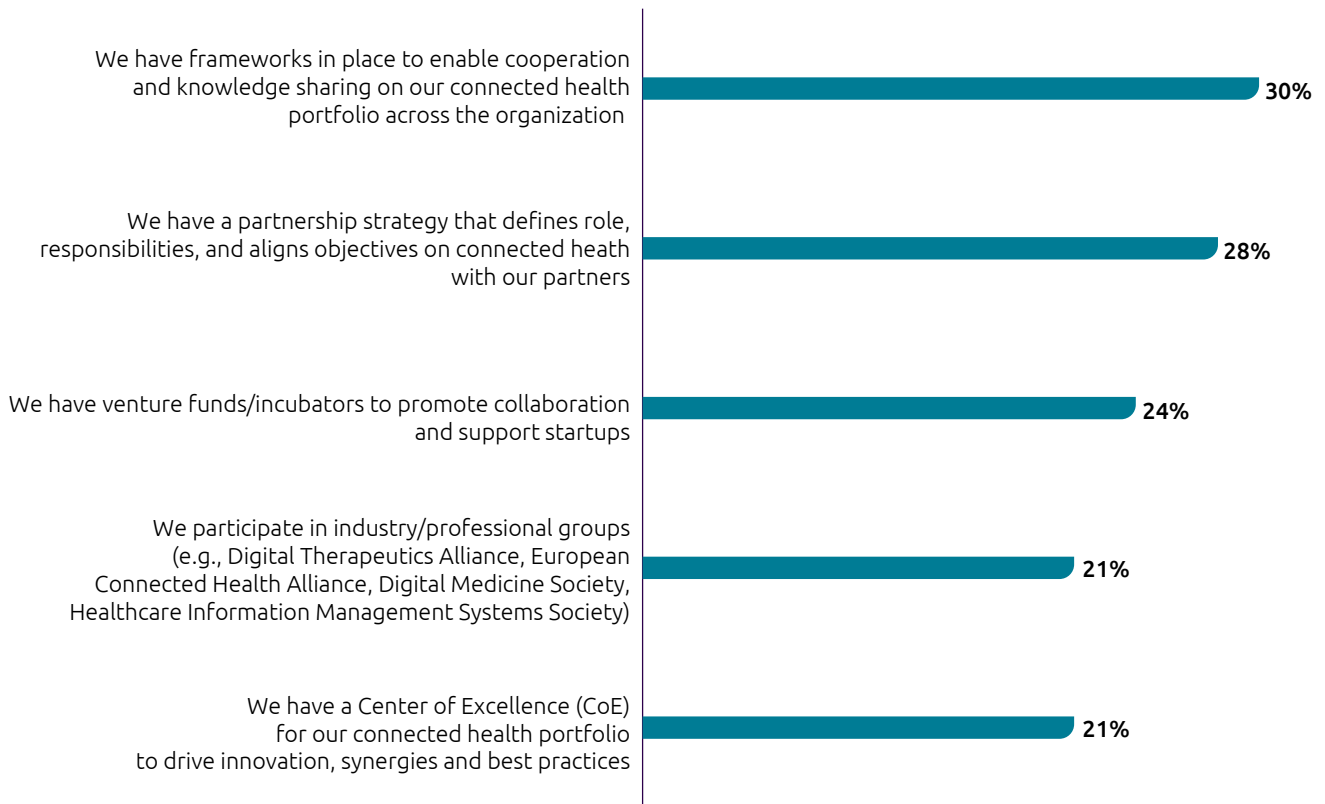 We have frameworks in place to enable cooperation
and knowledge sharing on our connected health
portfolio across the organization
30%
We have a partnership strategy that defines role,
responsibilities, and aligns objectives on connected heath
with our partners
28%
We have venture funds/incubators to promote collaboration
and support startups
24%
We participate in industry/professional groups
(e.g., Digital Therapeutics Alliance, European
Connected Health Alliance, Digital Medicine Society,
Healthcare Information Management Systems Society)
21%
We have a Center of Excellence (CoE)
for our connected health portfolio
to drive innovation, synergies and best practices
21%